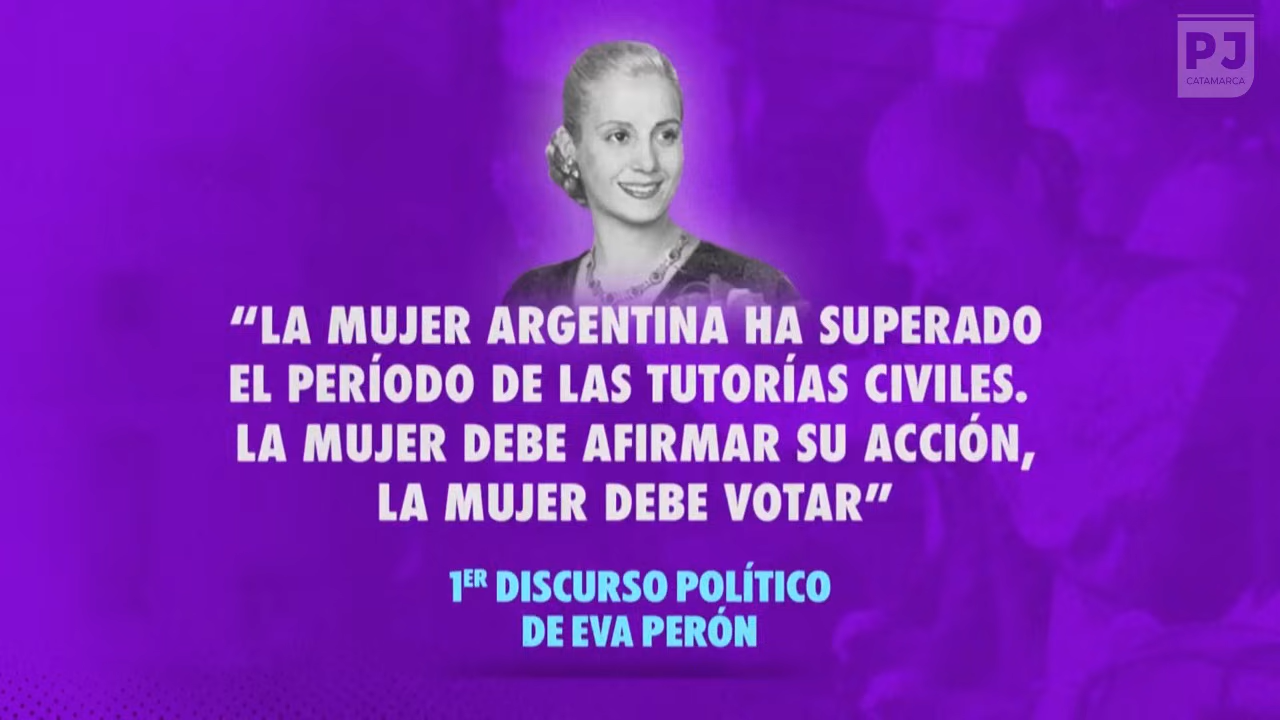 PJ
CATAMARCA
“LA MUJER ARGENTINA HA SUPERADO
EL PERÍODO DE LAS TUTORÍAS CIVILES.
LA MUJER DEBE AFIRMAR SU ACCIÓN,
LA MUJER DEBE VOTAR”
1ER DISCURSO POLÍTICO
DE EVA PERÓN